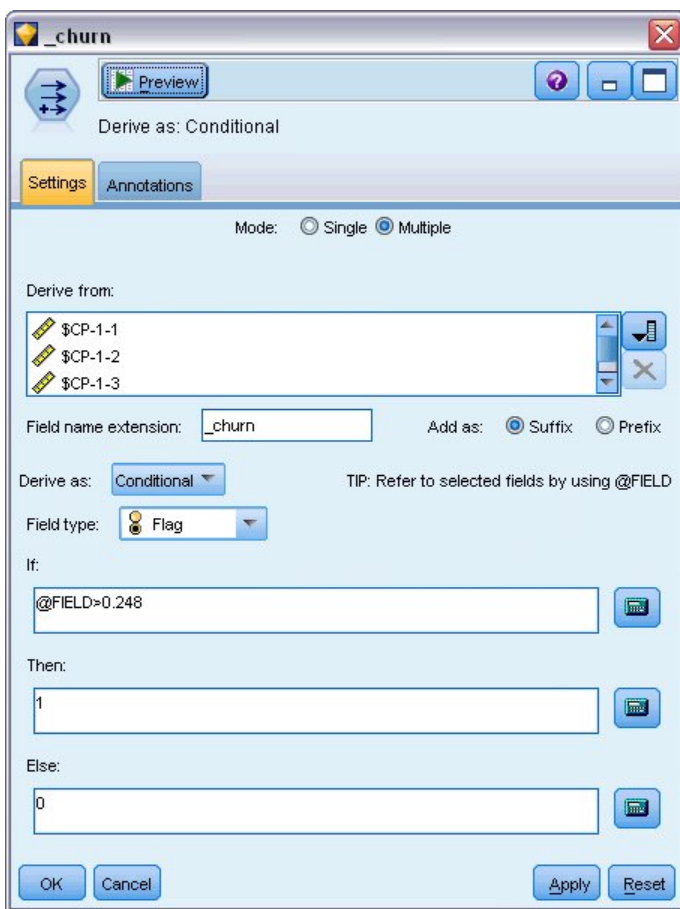 _churn
Preview
Derive as: Conditional
Settings Annotations
Mode: Single Multiple
Derive from:
$CP-1-1
$CP-1-2
$CP-1-3
Field name extension: _churn Add as: Suffix Prefix
Derive as: Conditional TIP: Refer to selected fields by using @FIELD
Field type: Flag
If:
@FIELD>0.248
Then:
1
Else:
0
OK Cancel Apply Reset